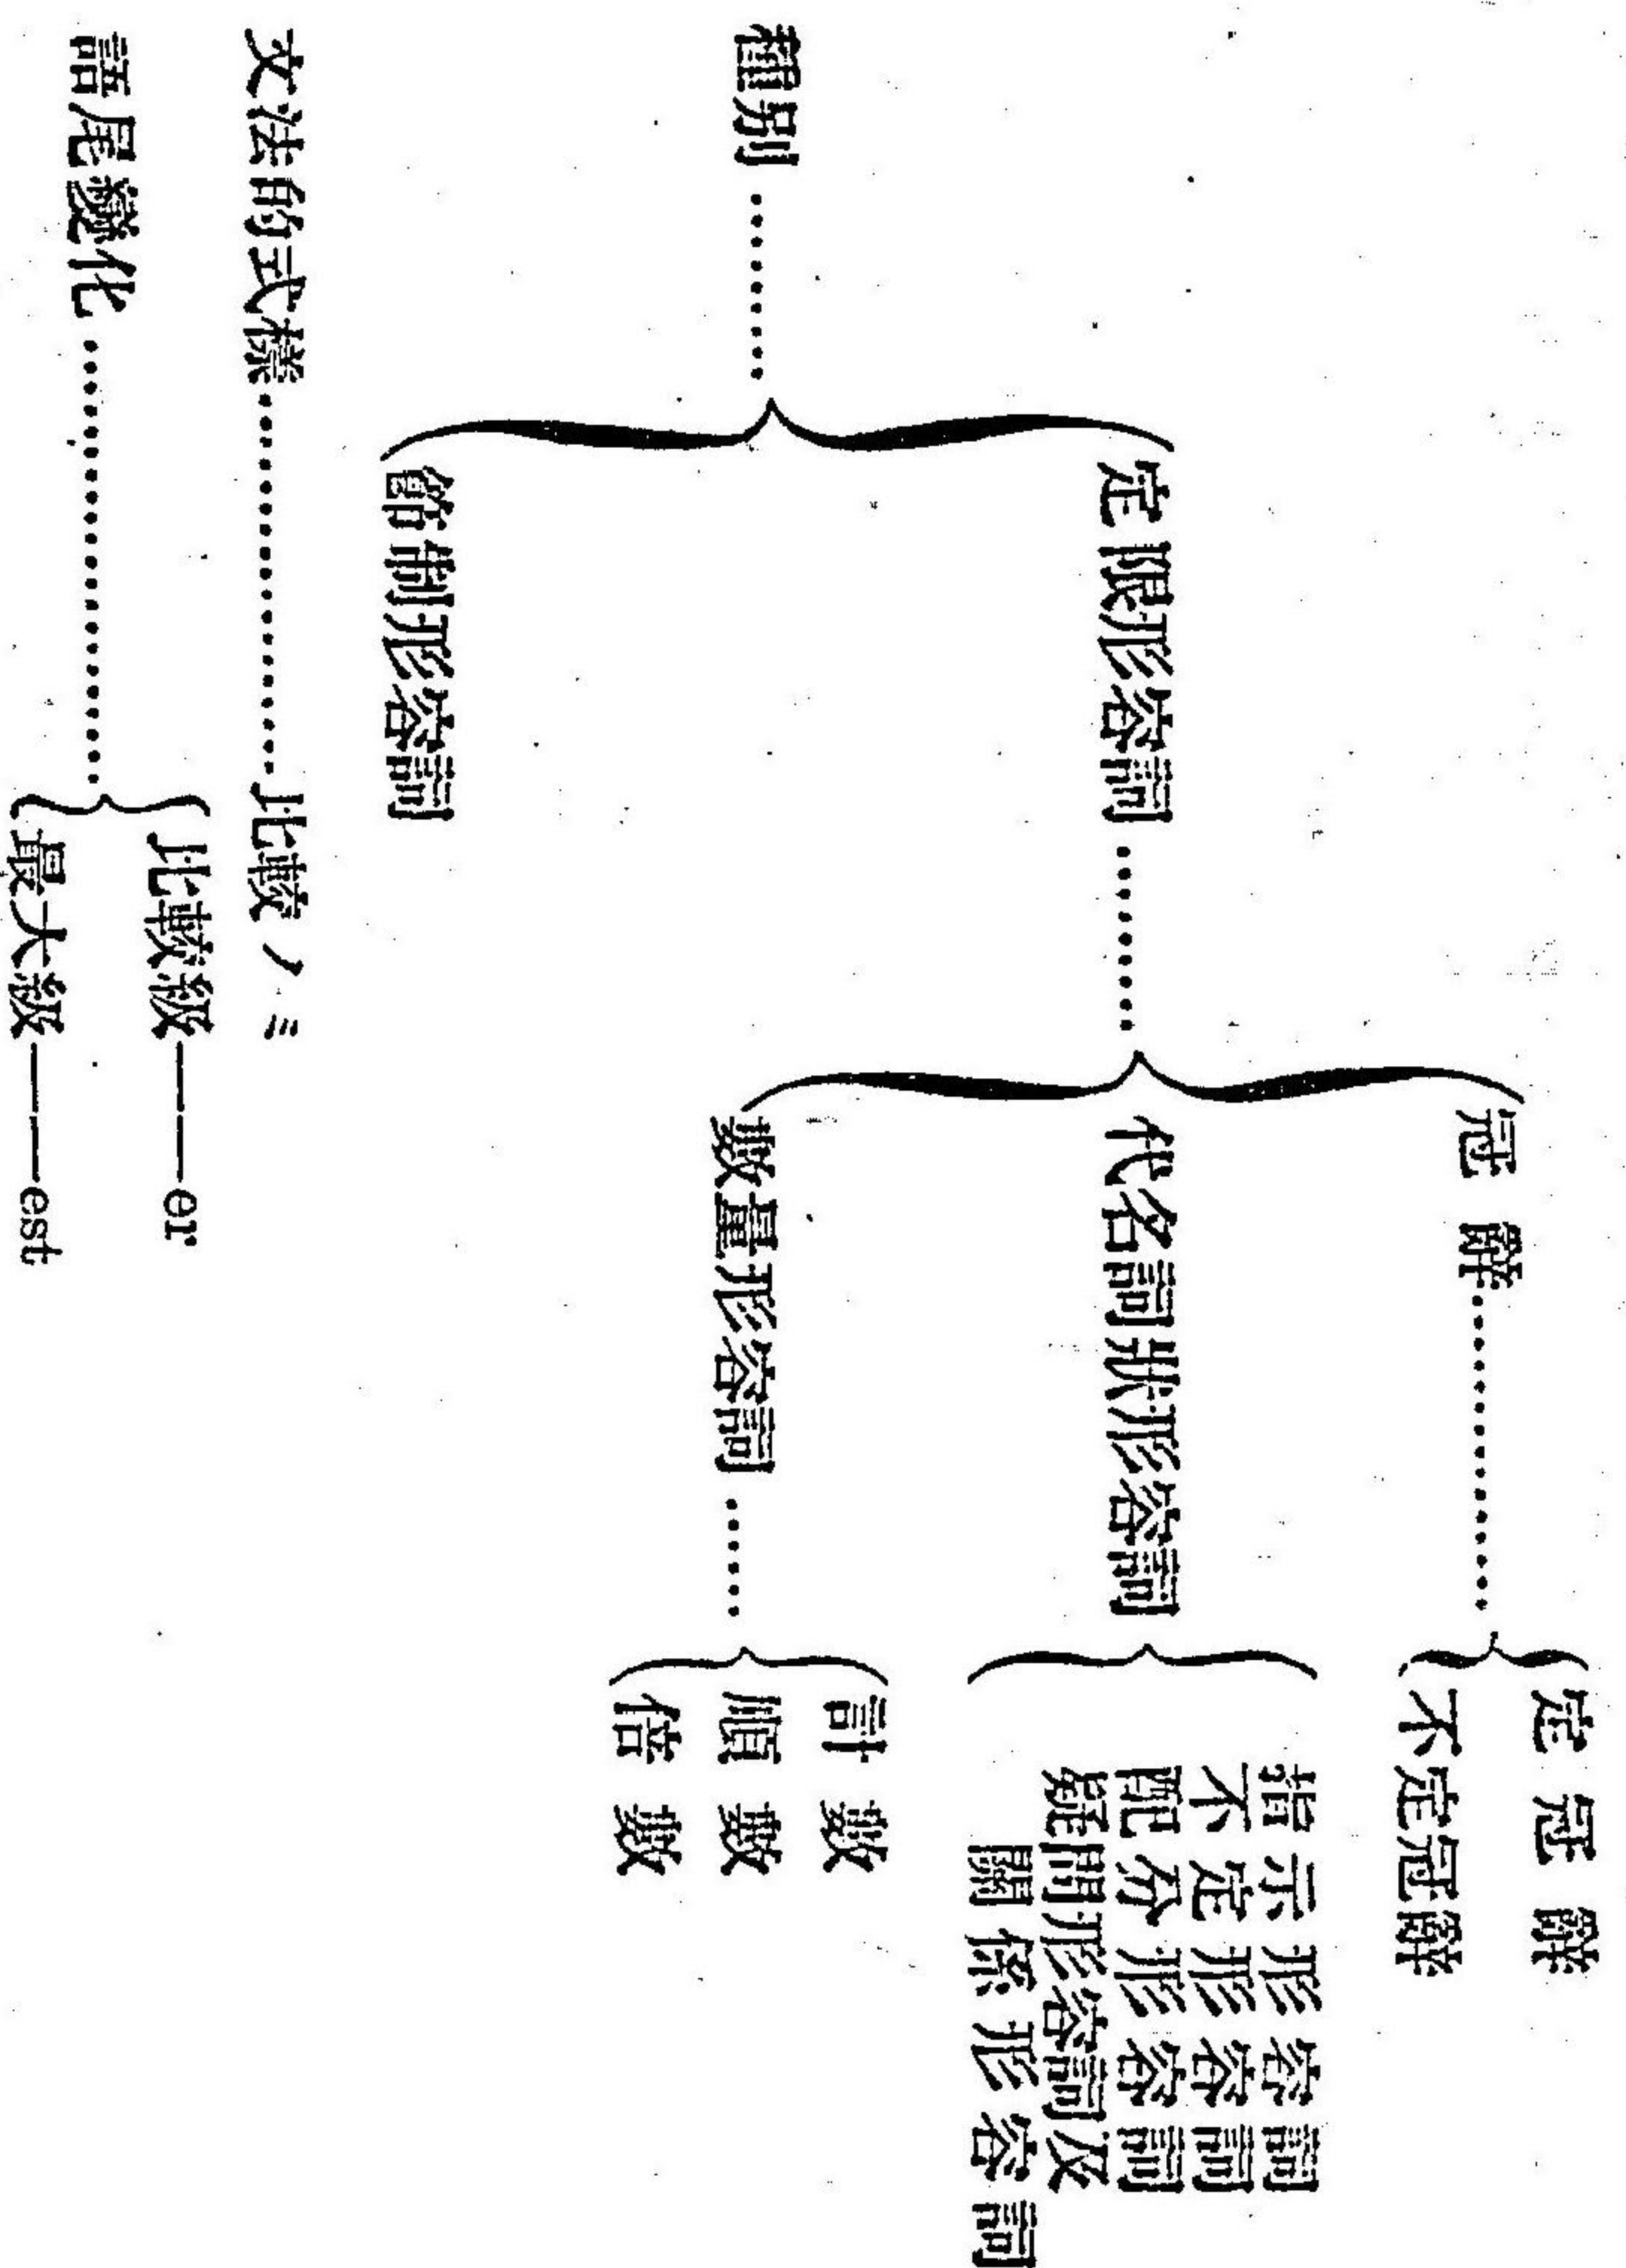 定冠辭
冠辭
不定冠辭
指示形容詞
不定形容詞
定限形容詞………代名詞狀形容詞
配分形容詞
疑問形容詞及
關係形容詞
計數
種別………
數量形容詞……順數
倍數
節制形容詞
文法的式樣………………比較ノミ
比較級——er
語尾變化………………
最大級——est